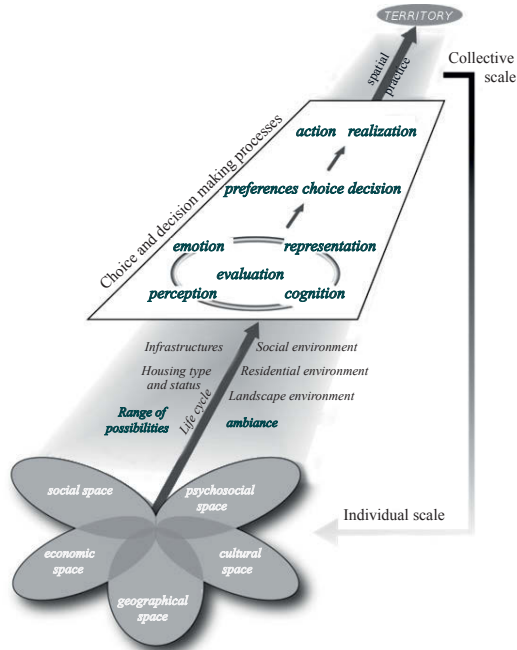 TERRITORY
spatial
practice
Collective
scale
Choice and decision making processes
action realization
preferences choice decision
emotion representation
evaluation
perception cognition
Infrastructures Social environment
Housing type
and status
Residential environment
Landscape environment
Life cycle
Range of
possibilities
ambiance
social space
psychosocial
space
Individual scale
economic
space
cultural
space
geographical
space